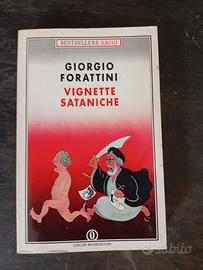 BESTSELLERS SAGGI
GIORGIO
FORATTINI
VIGNETTE
SATANICHE
OSCAR MONDADORI
subito